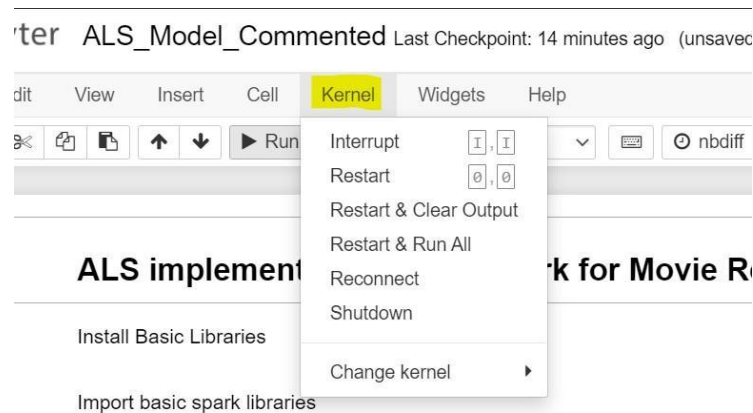 ter ALS_Model_Commented Last Checkpoint: 14 minutes ago (unsaved
dit View Insert Cell Kernel Widgets Help
Run nbdiff
Interrupt I, I
Restart 0, 0
Restart & Clear Output
Restart & Run All
Reconnect
Shutdown
Change kernel
ALS implement rk for Movie R
Install Basic Libraries
Import basic spark libraries